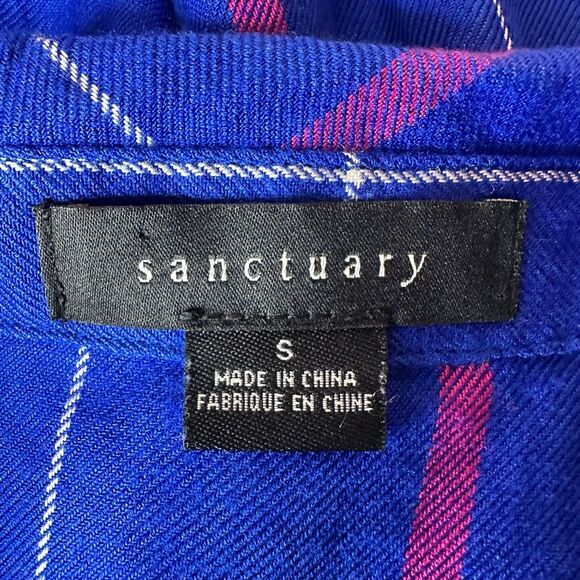 sanctuary
S
MADE IN CHINA
FABRIQUE EN CHINE